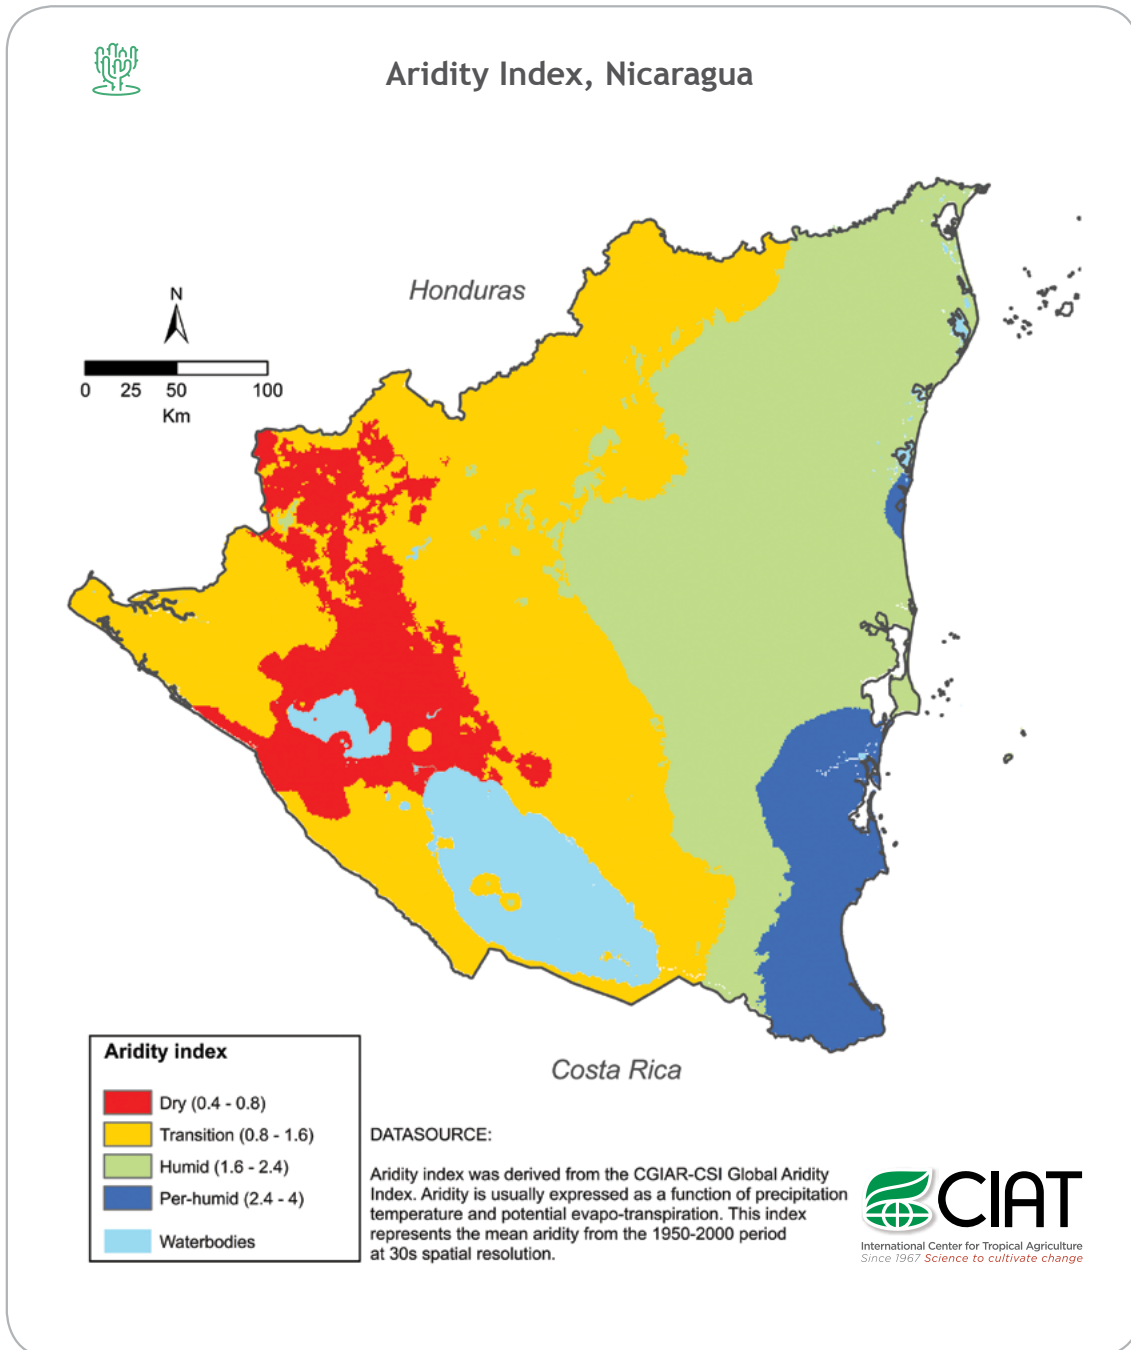 Aridity Index, Nicaragua
Honduras
N
0 25 50 100
Km
Costa Rica
Aridity index
Dry (0.4 - 0.8)
Transition (0.8 - 1.6)
Humid (1.6 - 2.4)
Per-humid (2.4 - 4)
Waterbodies
DATASOURCE:
Aridity index was derived from the CGIAR-CSI Global Aridity
Index. Aridity is usually expressed as a function of precipitation
temperature and potential evapo-transpiration. This index
represents the mean aridity from the 1950-2000 period
at 30s spatial resolution.
CIAT
International Center for Tropical Agriculture
Since 1967 Science to cultivate change